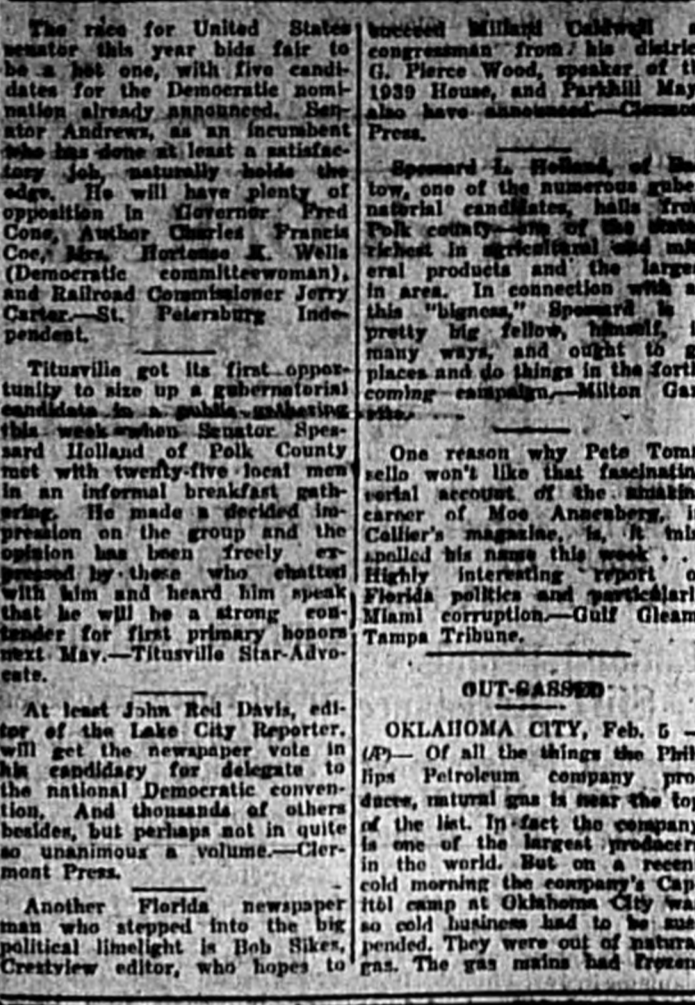 The race for United States
senator this year bids fair to
be a hot one, with five candi-
dates for the Democratic nomi-
nation already announced. Sen-
ator Andrews, as an incumbent
who has done at least a satisfac-
tory job, naturally holds the
edge. He will have plenty of
opposition in Governor Fred
Cone, Author Charles Francis
Coe, Mrs. Hortense K. Wells
(Democratic committeewoman),
and Railroad Commissioner Jerry
Carter.—St. Petersburg Inde-
pendent.
Titusville got its first oppor-
tunity to size up a gubernatorial
candidate in a public gathering
this week when Senator Spes-
sard Holland of Polk County
met with twenty-five local men
in an informal breakfast gath-
ering. He made a decided im-
pression on the group and the
opinion has been freely ex-
pressed by those who chatted
with him and heard him speak
that he will be a strong con-
tender for first primary honors
next May.—Titusville Star-Advo-
cate.
At least John Red Davis, edi-
tor of the Lake City Reporter,
will get the newspaper vote in
his candidacy for delegate to
the national Democratic conven-
tion. And thousands of others
besides, but perhaps not in quite
so unanimous a volume.—Cler-
mont Press.
Another Florida newspaper
man who stepped into the big
political limelight is Bob Sikes,
Crestview editor, who hopes to
succeed Millard Caldwell
congressman from his distri
G. Pierce Wood, speaker of t
1939 House, and Parkhill May
also have announced.—Clermo
Press.
Spessard L. Holland, of
tow, one of the numerous gube
natorial candidates, hails fro
Polk county—one of the
richest in agricultural and
eral products and the large
in area. In connection with
this "bigness," Spessard is
pretty big fellow, himself,
many ways, and ought to g
places and do things in the forth
coming campaign.—Milton Ga
One reason why Pete Tom
sello won't like that fascinatin
serial account of the amazin
career of Moe Annenberg, i
Collier's magazine, is, it mis
spelled his name this week . .
Highly interesting report o
Florida politics and particularl
Miami corruption.—Gulf Gleam
Tampa Tribune.
OUT-GASSED
OKLAHOMA CITY, Feb. 5 —
(AP)— Of all the things the Phil
lips Petroleum company pro
duces, natural gas is near the to
of the list. In fact the company
is one of the largest producer
in the world. But on a recen
cold morning the company's Cap
itol camp at Oklahoma City wa
so cold business had to be sus
pended. They were out of natura
gas. The gas mains had frozen